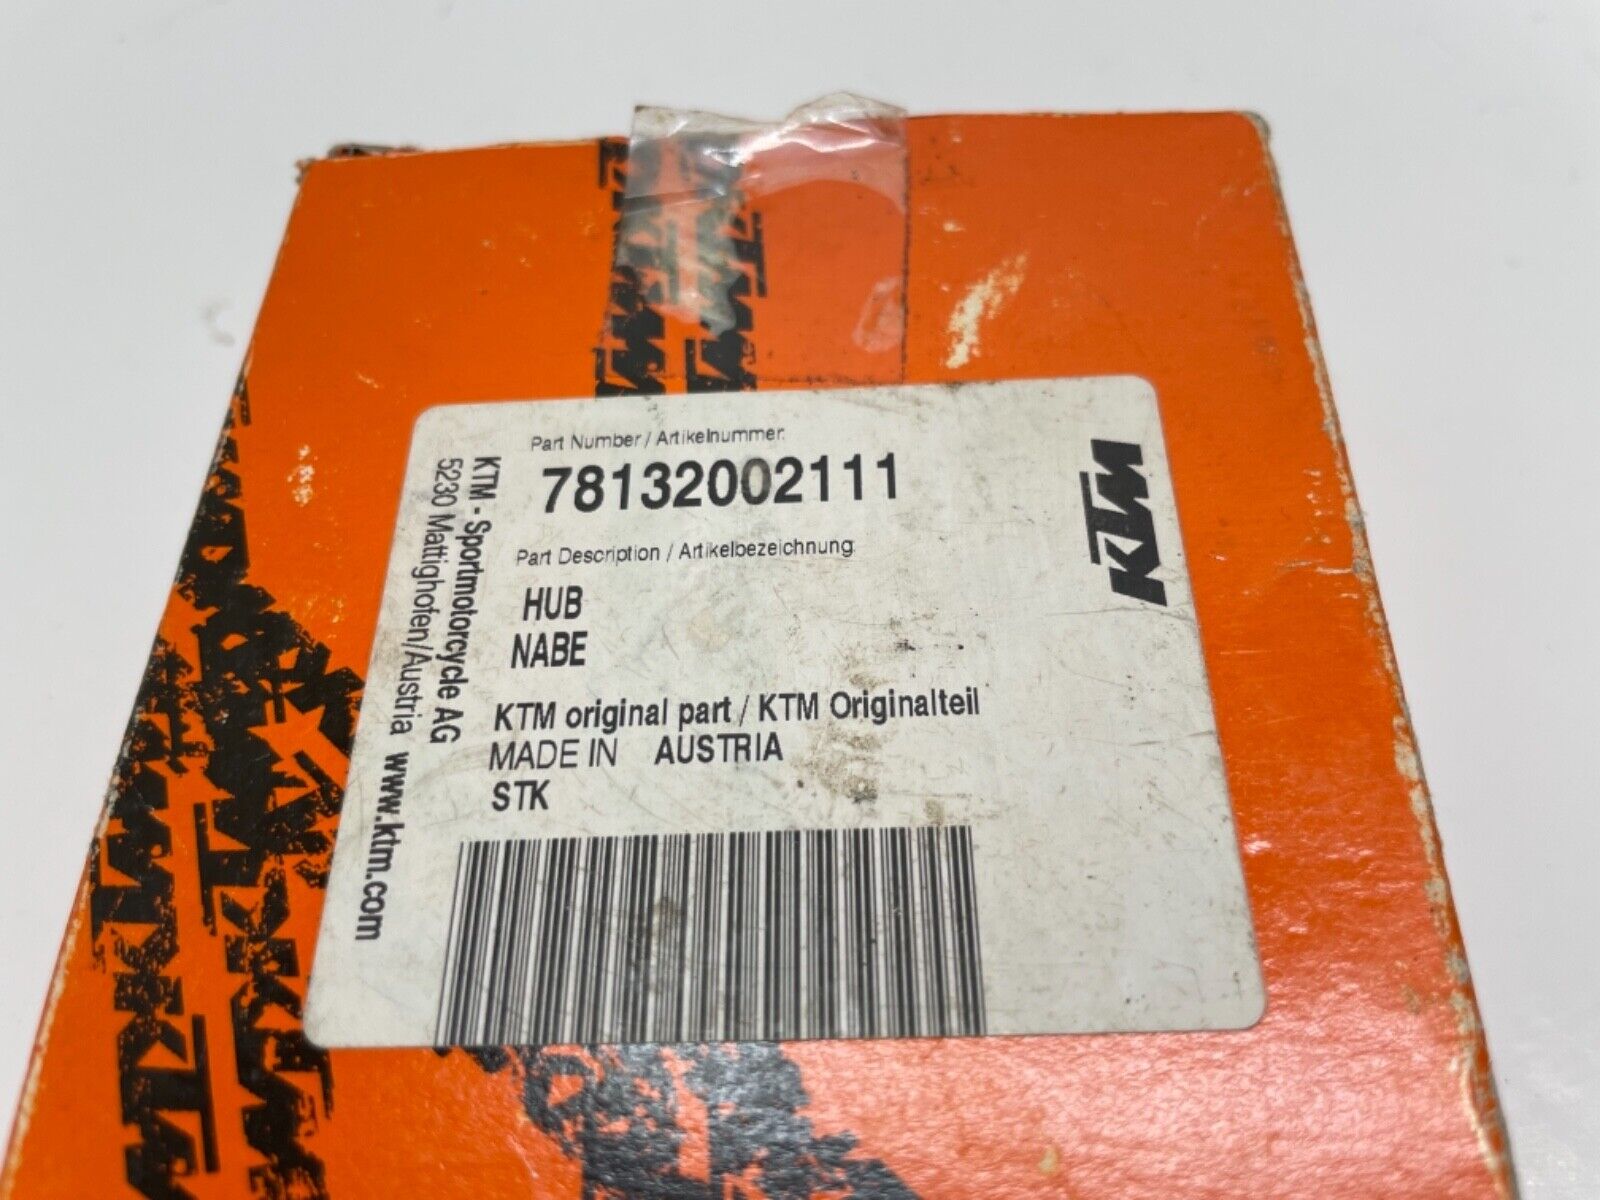 Part Number / Artikelnummer:
78132002111
Part Description / Artikelbezeichnung:
HUB
NABE
KTM original part / KTM Originalteil
MADE IN AUSTRIA
STK
KTM - Sportmotorcycle AG
5230 Mattighofen/Austria www.ktm.com
KTM